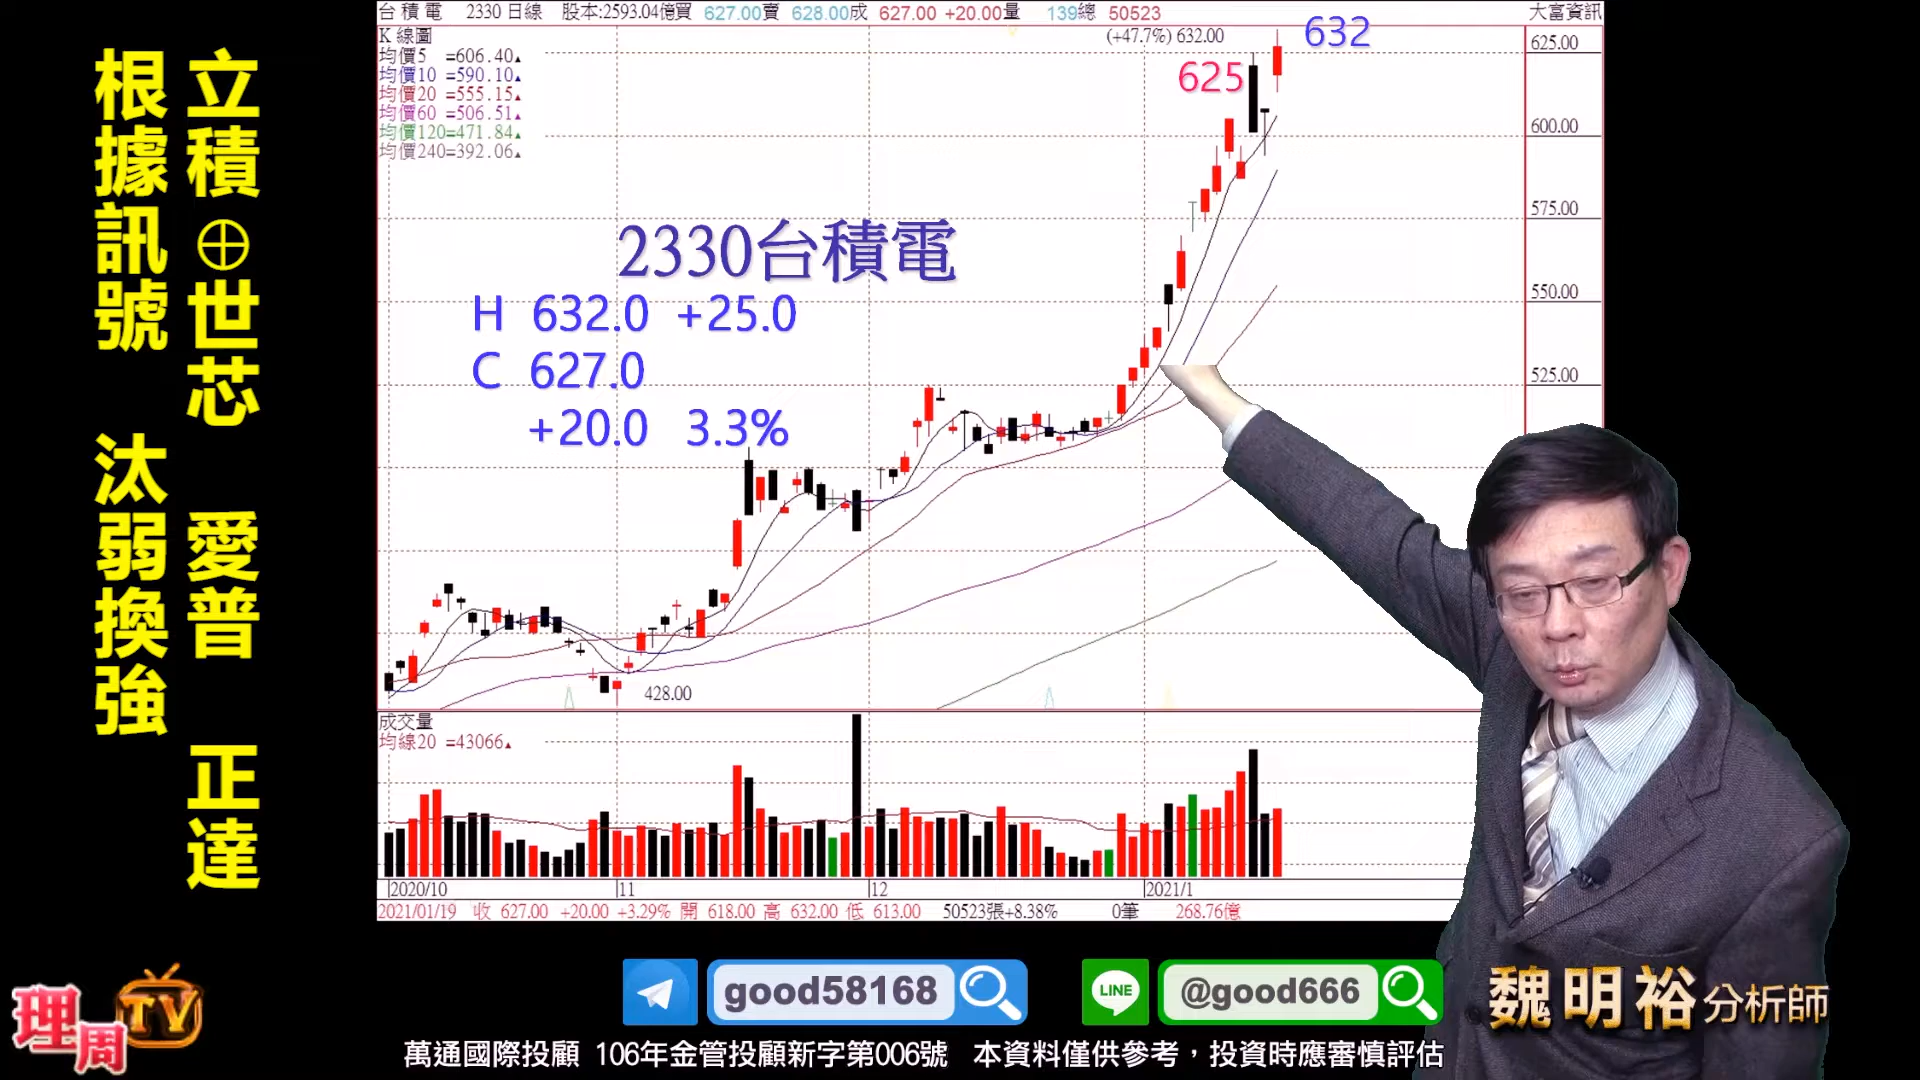 立積⊕世芯 愛普 正達
根據訊號 汰弱換強
台積電 2330 日線 股本:2593.04億買 627.00賣 628.00成 627.00 +20.00量 139總 50523 大富資訊
K線圖
均價5 =606.40▲
均價10 =590.10▲
均價20 =555.15▲
均價60 =506.51▲
均價120=471.84▲
均價240=392.06▲
(+47.7%) 632.00
632
625
625.00
600.00
575.00
550.00
525.00
2330台積電
H 632.0 +25.0
C 627.0
+20.0 3.3%
428.00
成交量
均線20 =43066▲
2020/10 11 12 2021/1
2021/01/19 收 627.00 +20.00 +3.29% 開 618.00 高 632.00 低 613.00 50523張+8.38% 0筆 268.76億
理周TV
good58168
LINE
@good666
魏明裕分析師
萬通國際投顧 106年金管投顧新字第006號 本資料僅供參考，投資時應審慎評估